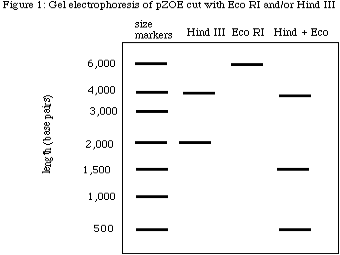 Figure 1: Gel electrophoresis of pZOE cut with Eco RI and/or Hind III
size
markers
Hind III
Eco RI
Hind + Eco
6,000
4,000
3,000
2,000
1,500
1,000
500
length (base pairs)